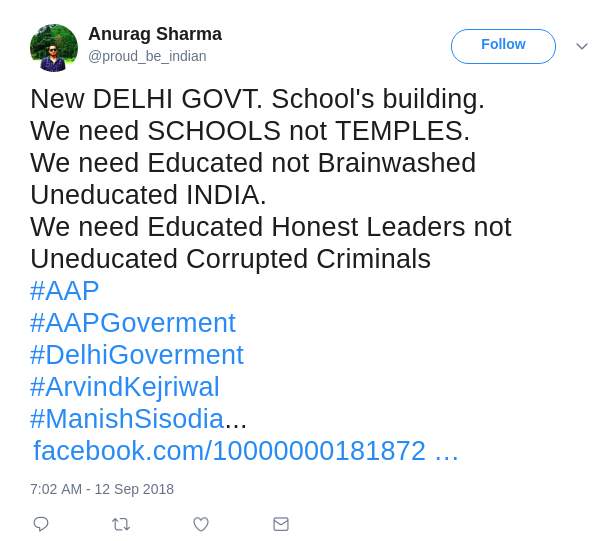 Anurag Sharma
@proud_be_indian
Follow
New DELHI GOVT. School's building.
We need SCHOOLS not TEMPLES.
We need Educated not Brainwashed
Uneducated INDIA.
We need Educated Honest Leaders not
Uneducated Corrupted Criminals
#AAP
#AAPGoverment
#DelhiGoverment
#ArvindKejriwal
#ManishSisodia...
facebook.com/10000000181872 …
7:02 AM - 12 Sep 2018